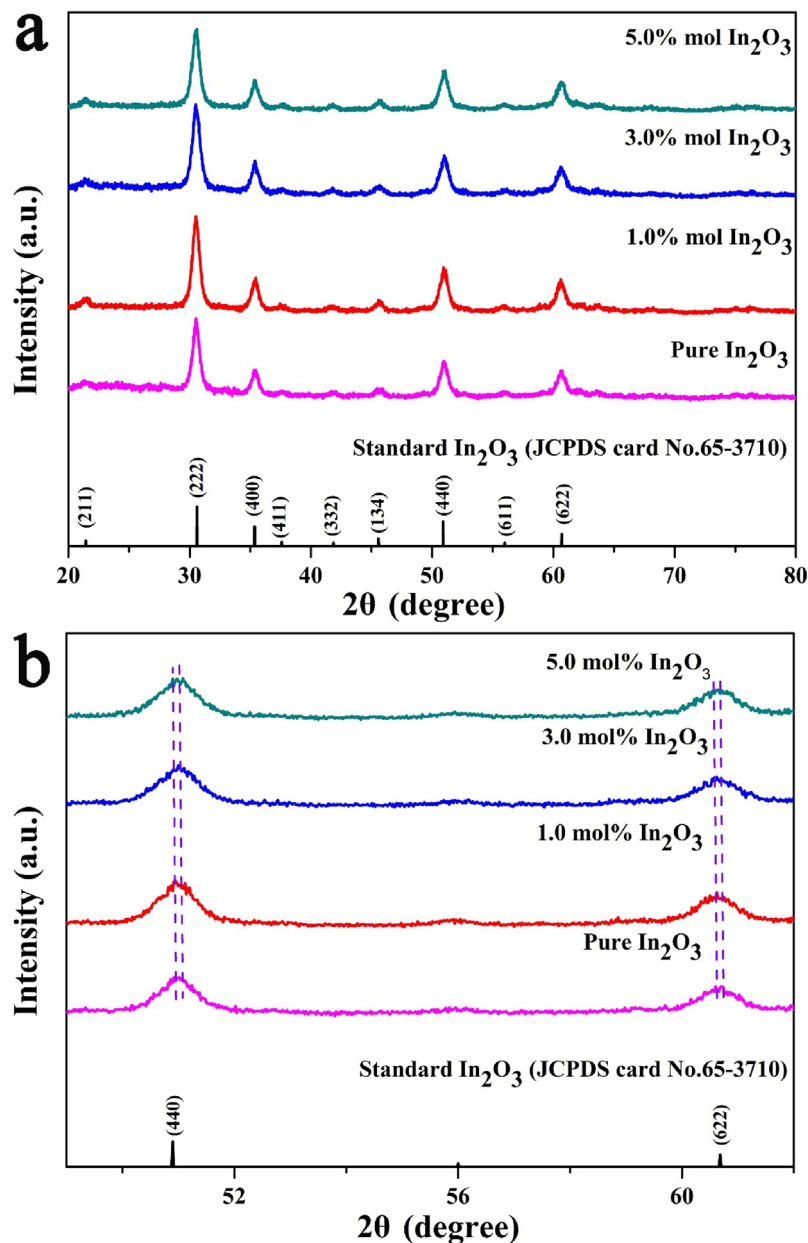 a
5.0% mol In₂O₃
3.0% mol In₂O₃
1.0% mol In₂O₃
Pure In₂O₃
Standard In₂O₃ (JCPDS card No.65-3710)
Intensity (a.u.)
(211)
(222)
(400)
(411)
(332)
(134)
(440)
(611)
(622)
20 30 40 50 60 70 80
2θ (degree)
b
5.0 mol% In₂O₃
3.0 mol% In₂O₃
1.0 mol% In₂O₃
Pure In₂O₃
Standard In₂O₃ (JCPDS card No.65-3710)
Intensity (a.u.)
(440)
(622)
52 56 60
2θ (degree)